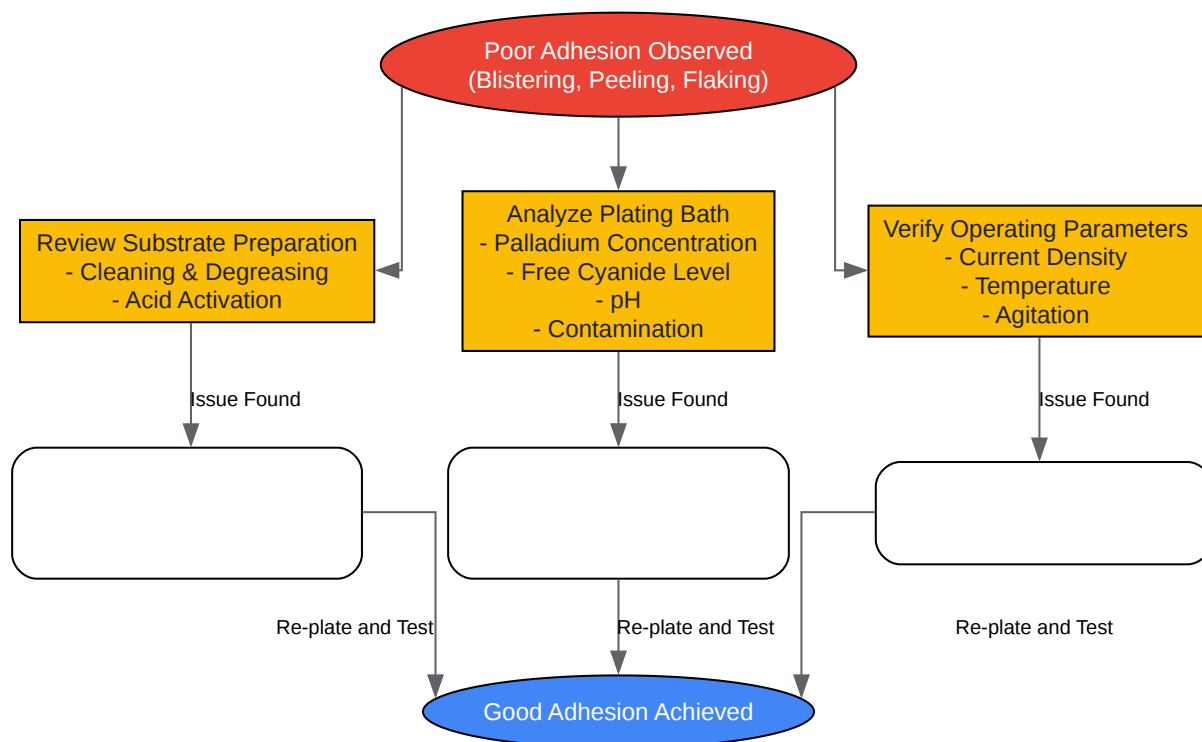 Poor Adhesion Observed
(Blistering, Peeling, Flaking)
Review Substrate Preparation
- Cleaning & Degreasing
- Acid Activation
Analyze Plating Bath
- Palladium Concentration
- Free Cyanide Level
- pH
- Contamination
Verify Operating Parameters
- Current Density
- Temperature
- Agitation
Issue Found
Issue Found
Issue Found
Re-plate and Test
Re-plate and Test
Re-plate and Test
Good Adhesion Achieved